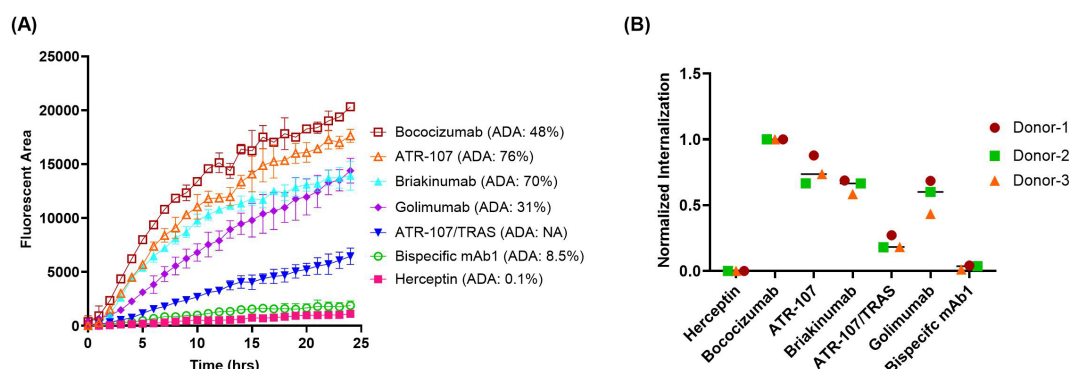 (A)
Fluorescent Area
25000
20000
15000
10000
5000
0
0
5
10
15
20
25
Time (hrs)
Bococizumab (ADA: 48%)
ATR-107 (ADA: 76%)
Briakinumab (ADA: 70%)
Golimumab (ADA: 31%)
ATR-107/TRAS (ADA: NA)
Bispecific mAb1 (ADA: 8.5%)
Herceptin (ADA: 0.1%)
(B)
Normalized Internalization
1.5
1.0
0.5
0.0
Herceptin
Bococizumab
ATR-107
Briakinumab
ATR-107/TRAS
Golimumab
Bispecifc mAb1
Donor-1
Donor-2
Donor-3